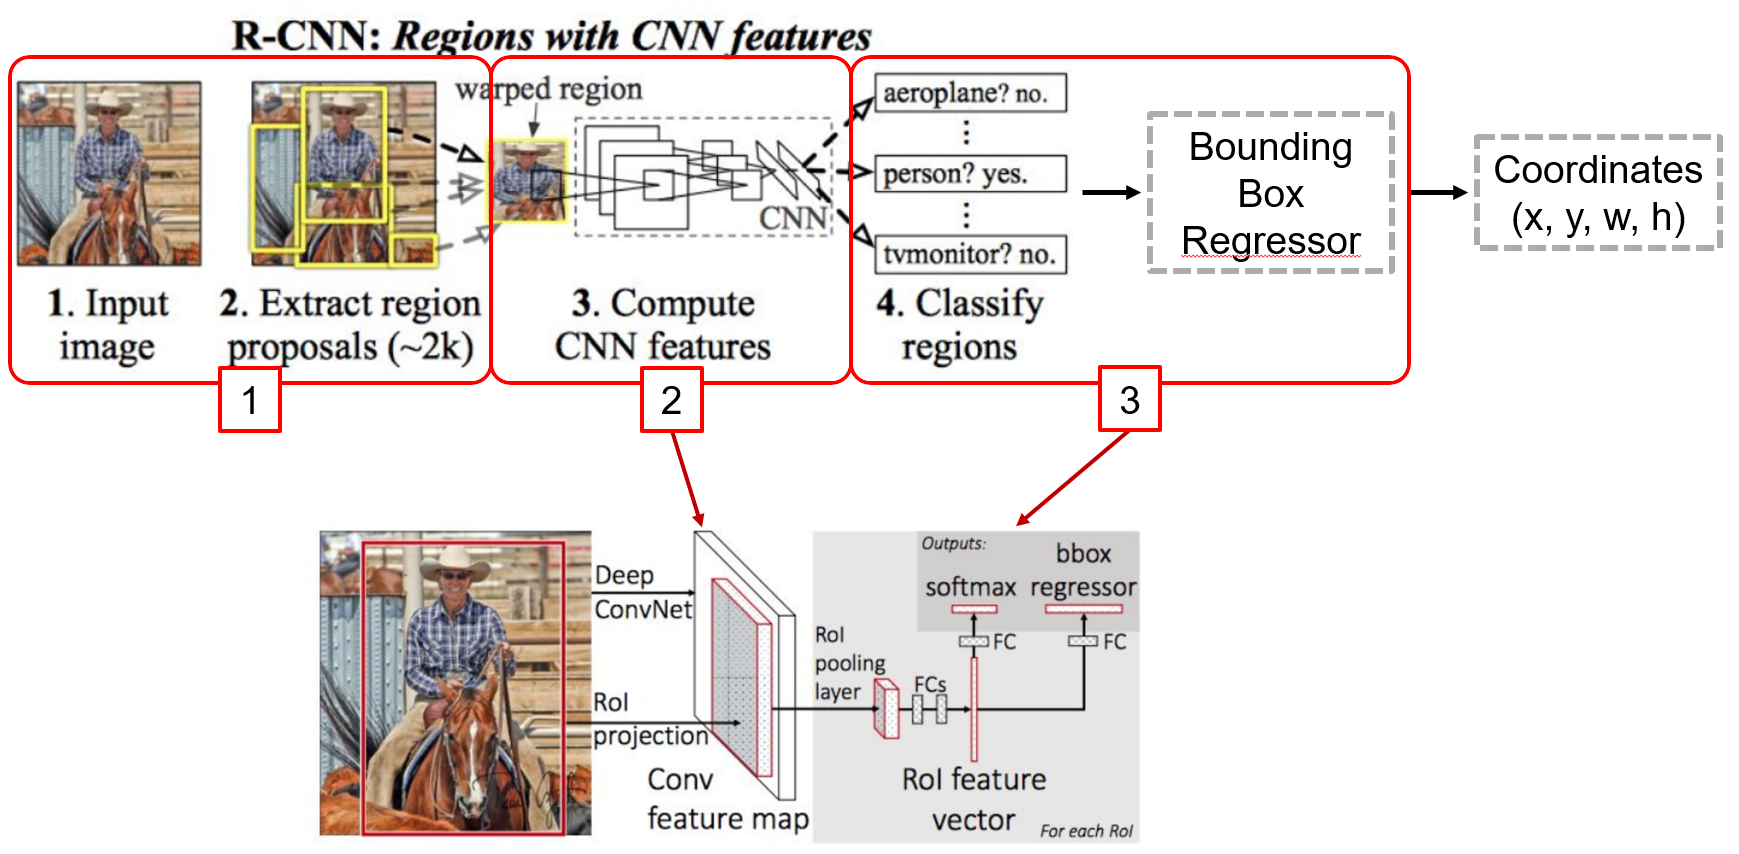 R-CNN: Regions with CNN features
warped region
aeroplane? no.
person? yes.
tvmonitor? no.
CNN
1. Input
image
2. Extract region
proposals (~2k)
3. Compute
CNN features
4. Classify
regions
Bounding
Box
Regressor
Coordinates
(x, y, w, h)
1
2
3
Deep
ConvNet
RoI
projection
Conv
feature map
RoI
pooling
layer
FCs
Outputs:
softmax
bbox
regressor
FC
FC
RoI feature
vector
For each RoI